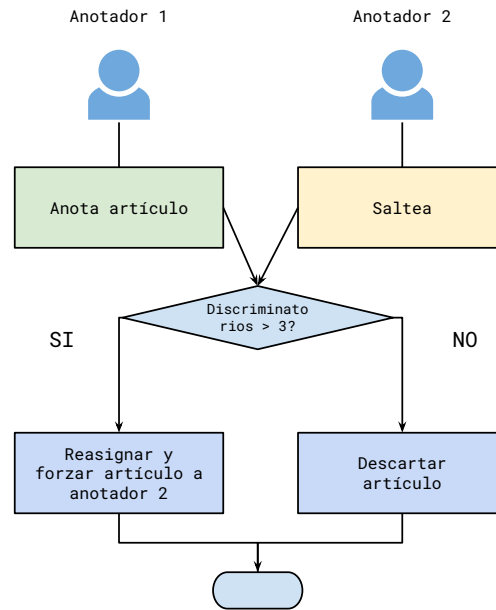 Anotador 1
Anotador 2
Anota artículo
Saltea
Discriminato
rios > 3?
SI
NO
Reasignar y
forzar artículo a
anotador 2
Descartar
artículo